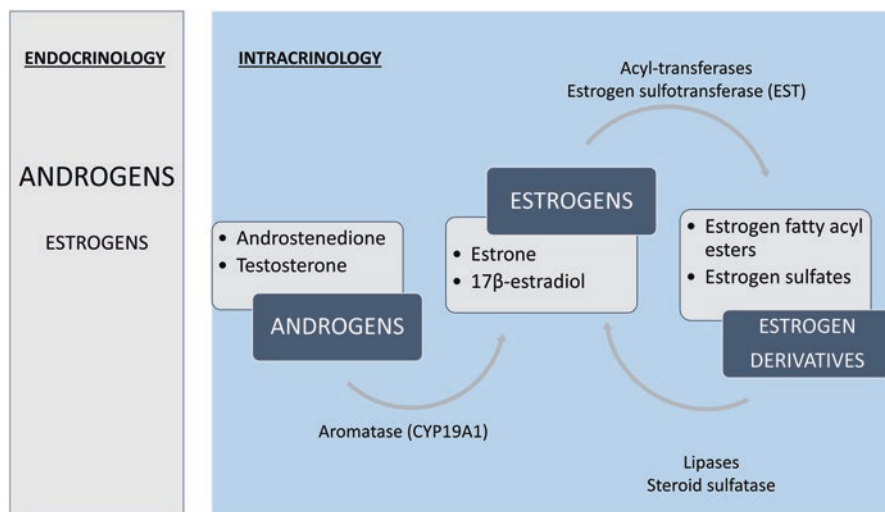 ENDOCRINOLOGY
ANDROGENS
ESTROGENS
INTRACRINOLOGY
Acyl-transferases
Estrogen sulfotransferase (EST)
• Androstenedione
• Testosterone
ANDROGENS
ESTROGENS
• Estrone
• 17β-estradiol
• Estrogen fatty acyl
esters
• Estrogen sulfates
ESTROGEN
DERIVATIVES
Aromatase (CYP19A1)
Lipases
Steroid sulfatase